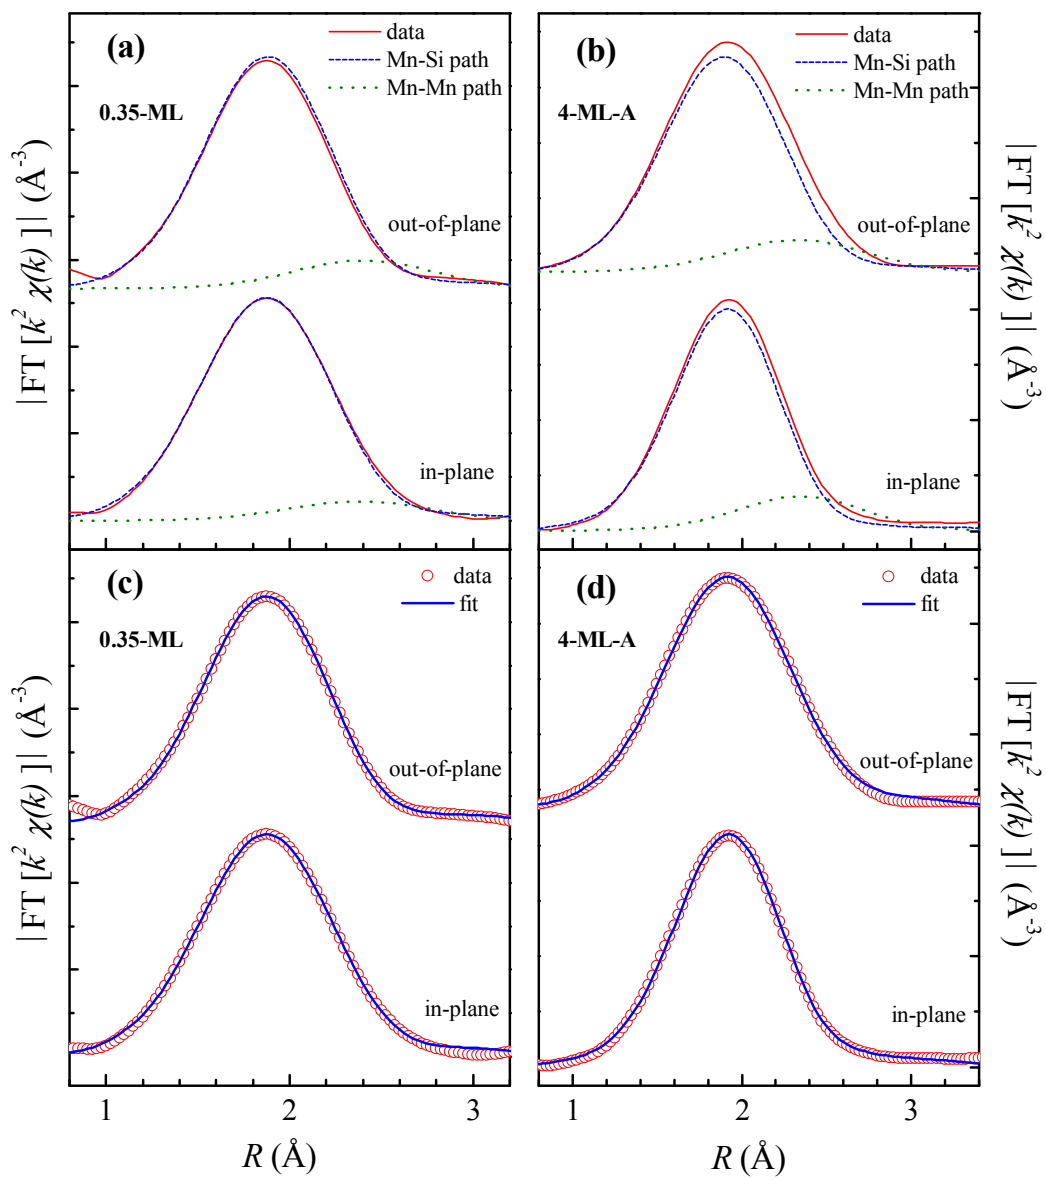 (a)
data
Mn-Si path
Mn-Mn path
0.35-ML
out-of-plane
in-plane
|FT [k² χ(k) ]| (Å⁻³)
(b)
data
Mn-Si path
Mn-Mn path
4-ML-A
out-of-plane
in-plane
|FT [k² χ(k) ]| (Å⁻³)
(c)
data
fit
0.35-ML
out-of-plane
in-plane
|FT [k² χ(k) ]| (Å⁻³)
(d)
data
fit
4-ML-A
out-of-plane
in-plane
|FT [k² χ(k) ]| (Å⁻³)
1 2 3
1 2 3
R (Å)
R (Å)